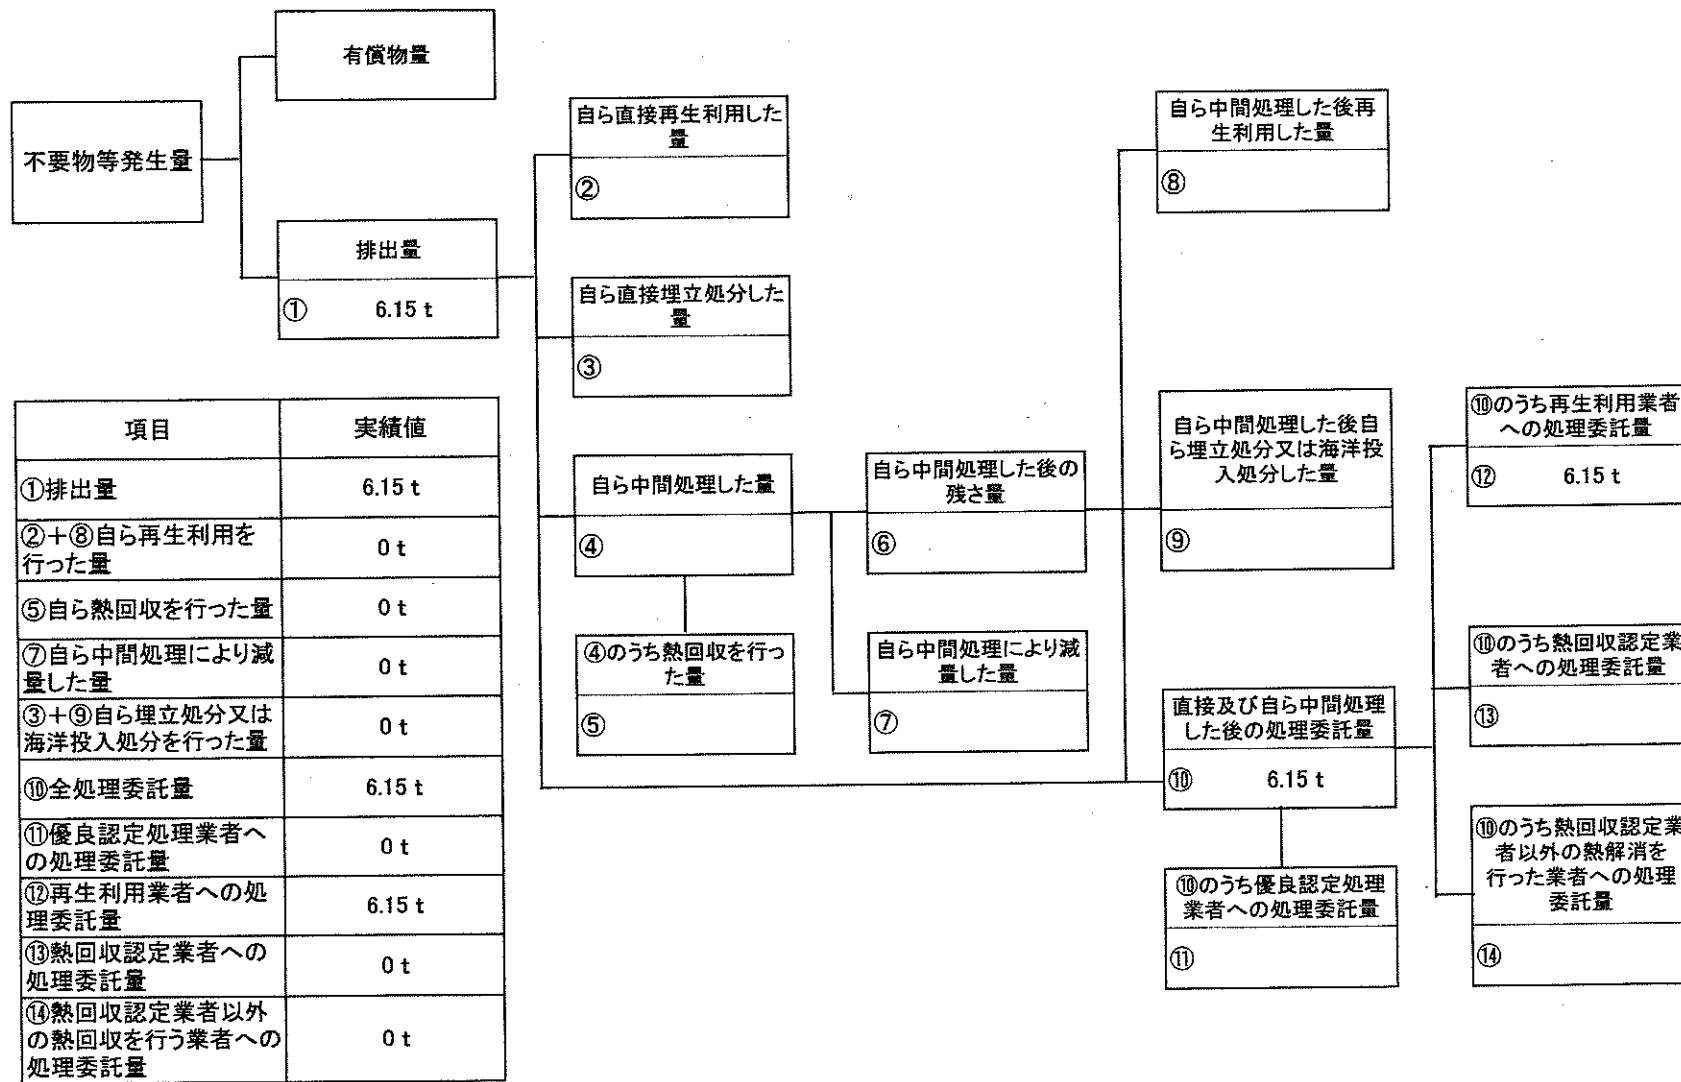 有償物量
不要物等発生量
排出量
① 6.15 t
自ら直接再生利用した
量
②
自ら直接埋立処分した
量
③
自ら中間処理した量
④
④のうち熱回収を行っ
た量
⑤
自ら中間処理した後の
残さ量
⑥
自ら中間処理により減
量した量
⑦
自ら中間処理した後再
生利用した量
⑧
自ら中間処理した後自
ら埋立処分又は海洋投
入処分した量
⑨
直接及び自ら中間処理
した後の処理委託量
⑩ 6.15 t
⑩のうち優良認定処理
業者への処理委託量
⑪
⑩のうち再生利用業者
への処理委託量
⑫ 6.15 t
⑩のうち熱回収認定業
者への処理委託量
⑬
⑩のうち熱回収認定業
者以外の熱解消を
行った業者への処理
委託量
⑭
項目 実績値
①排出量 6.15 t
②＋⑧自ら再生利用を
行った量 0 t
⑤自ら熱回収を行った量 0 t
⑦自ら中間処理により減
量した量 0 t
③＋⑨自ら埋立処分又は
海洋投入処分を行った量 0 t
⑩全処理委託量 6.15 t
⑪優良認定処理業者へ
の処理委託量 0 t
⑫再生利用業者への処
理委託量 6.15 t
⑬熱回収認定業者への
処理委託量 0 t
⑭熱回収認定業者以外
の熱回収を行う業者への
処理委託量 0 t